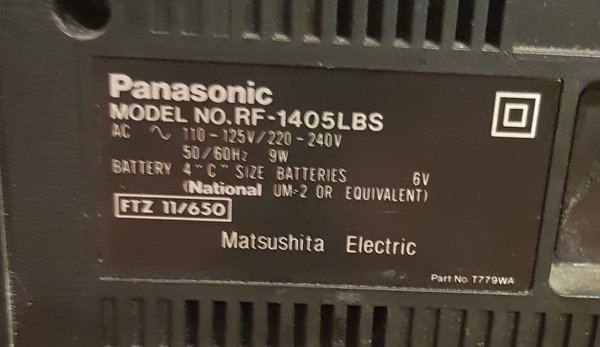 Panasonic
MODEL NO.RF-1405LBS
AC ∿ 110-125V/220-240V
50/60Hz 9W
BATTERY 4 "C" SIZE BATTERIES 6V
(National UM-2 OR EQUIVALENT)
FTZ 11/650
Matsushita Electric
Part No. T779WA